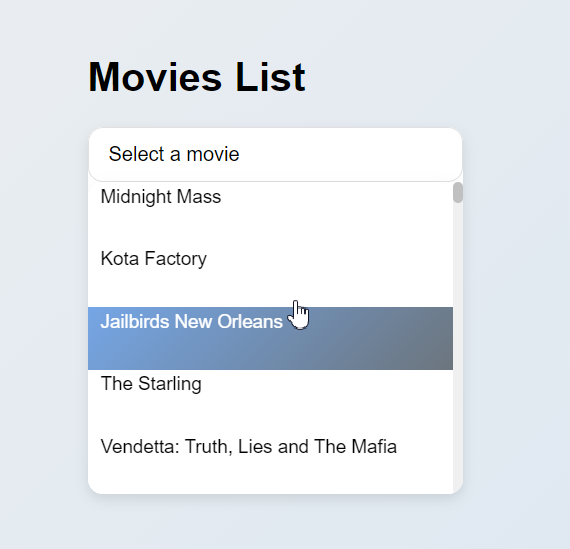 Movies List
Select a movie
Midnight Mass
Kota Factory
Jailbirds New Orleans
The Starling
Vendetta: Truth, Lies and The Mafia